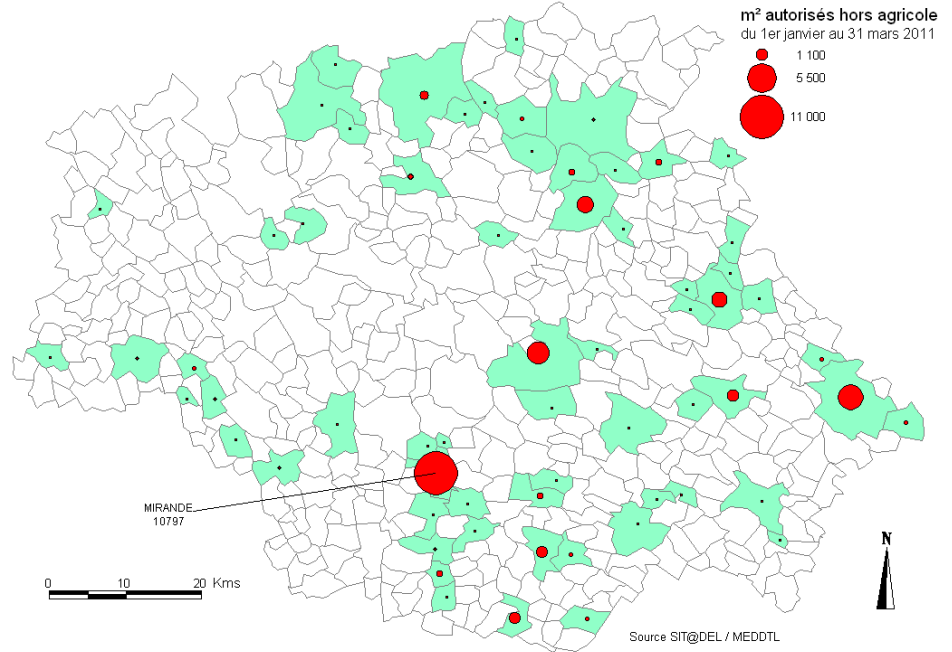 m² autorisés hors agricole
du 1er janvier au 31 mars 2011
1 100
5 500
11 000
MIRANDE
10797
N
0 10 20 Kms
Source SIT@DEL / MEDDTL